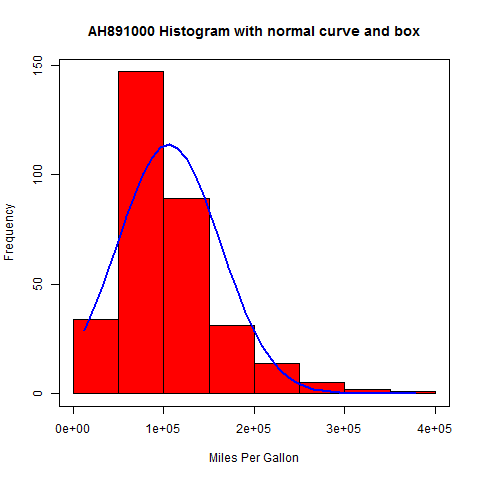 AH891000 Histogram with normal curve and box
150
100
50
0
Frequency
0e+00 1e+05 2e+05 3e+05 4e+05
Miles Per Gallon